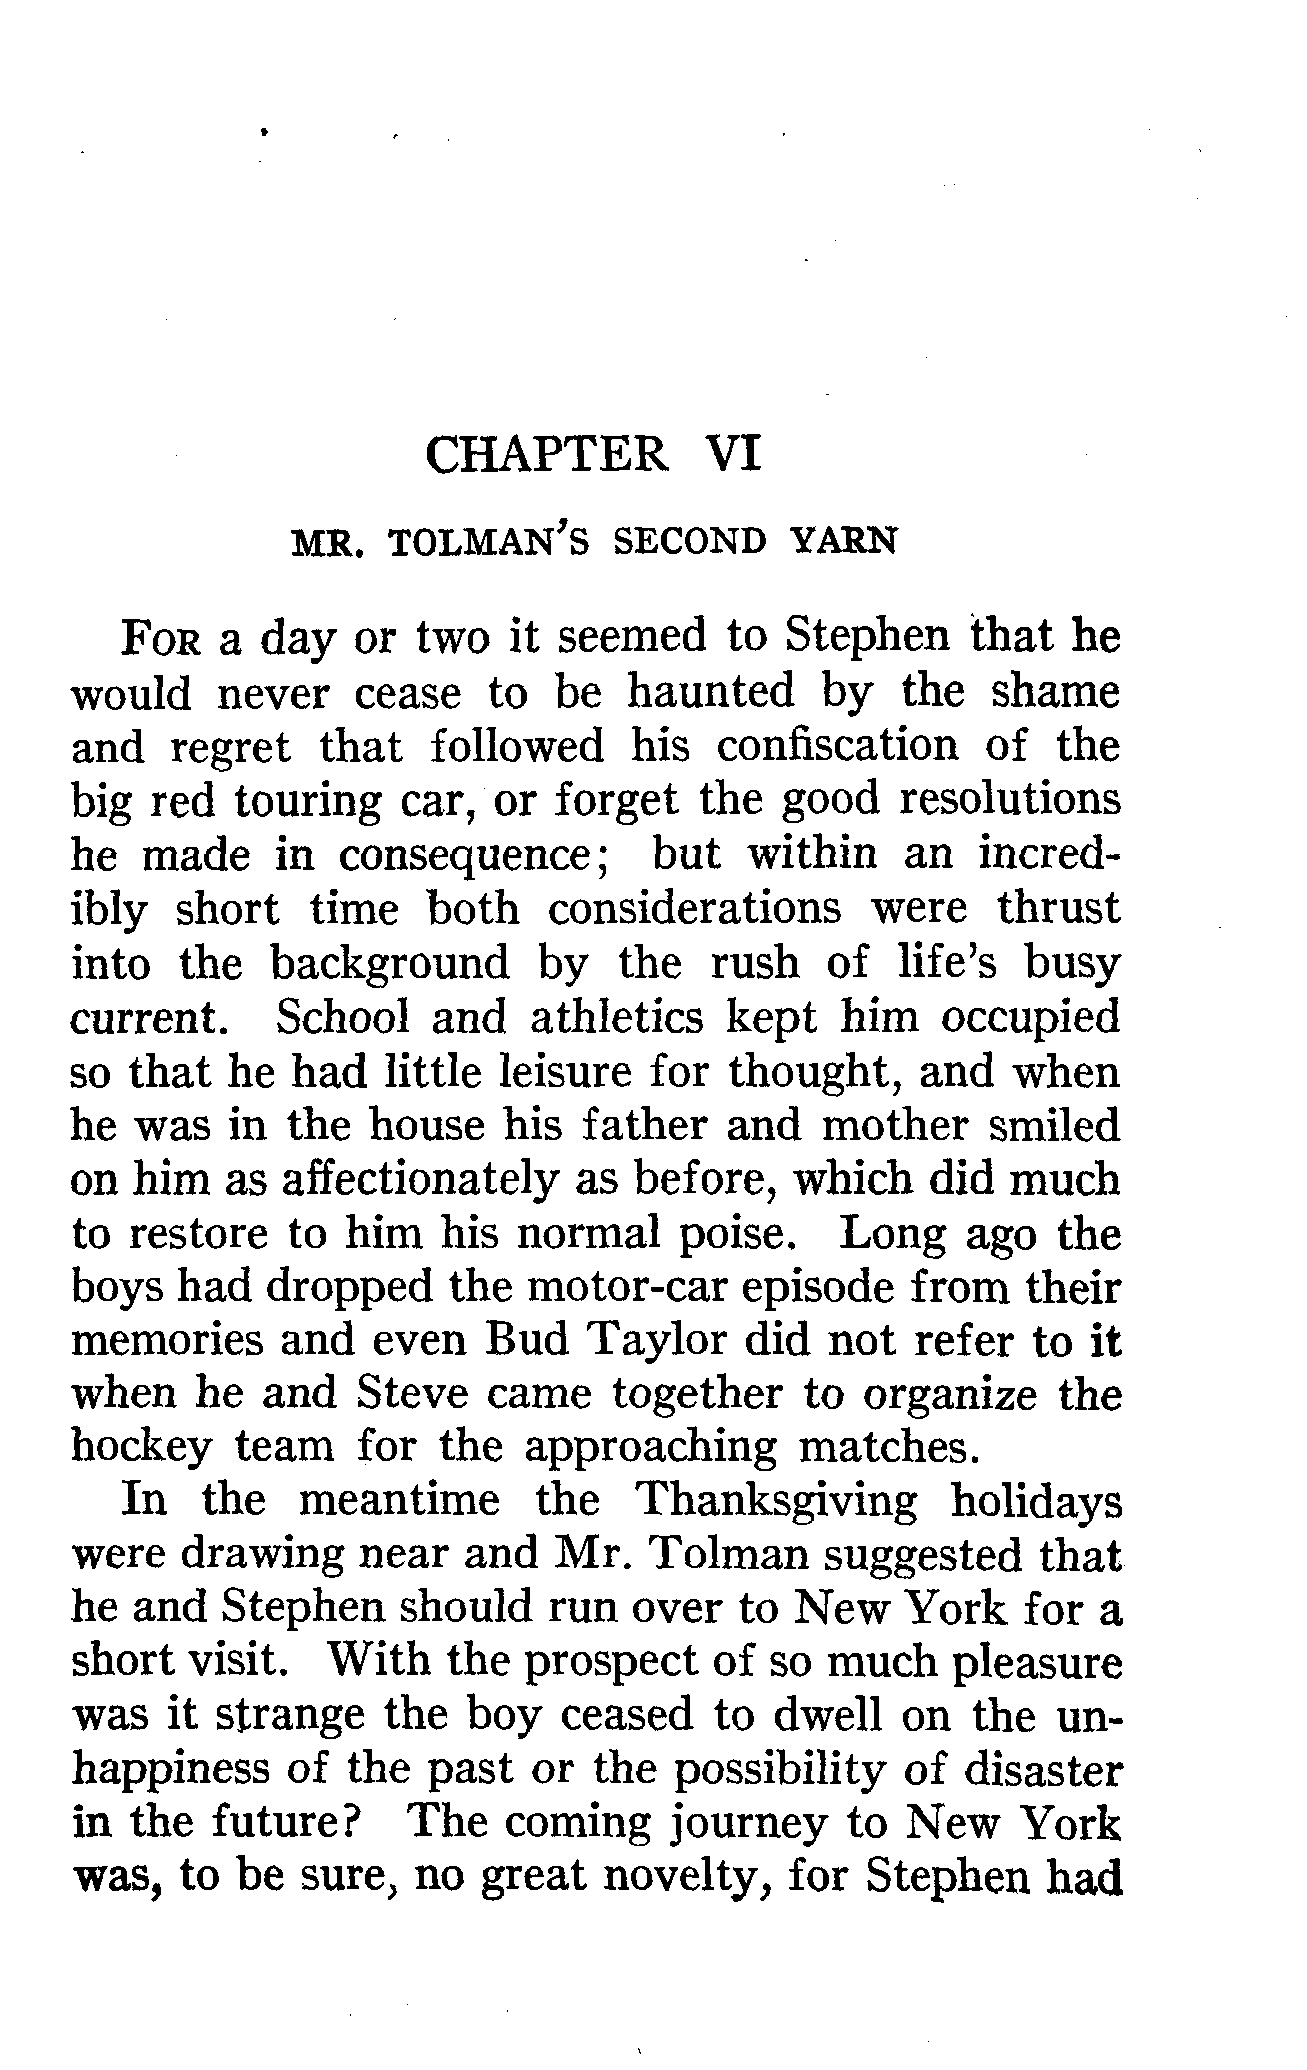 CHAPTER VI
MR. TOLMAN'S SECOND YARN
FOR a day or two it seemed to Stephen that he
would never cease to be haunted by the shame
and regret that followed his confiscation of the
big red touring car, or forget the good resolutions
he made in consequence; but within an incred-
ibly short time both considerations were thrust
into the background by the rush of life's busy
current. School and athletics kept him occupied
so that he had little leisure for thought, and when
he was in the house his father and mother smiled
on him as affectionately as before, which did much
to restore to him his normal poise. Long ago the
boys had dropped the motor-car episode from their
memories and even Bud Taylor did not refer to it
when he and Steve came together to organize the
hockey team for the approaching matches.
In the meantime the Thanksgiving holidays
were drawing near and Mr. Tolman suggested that
he and Stephen should run over to New York for a
short visit. With the prospect of so much pleasure
was it strange the boy ceased to dwell on the un-
happiness of the past or the possibility of disaster
in the future? The coming journey to New York
was, to be sure, no great novelty, for Stephen had